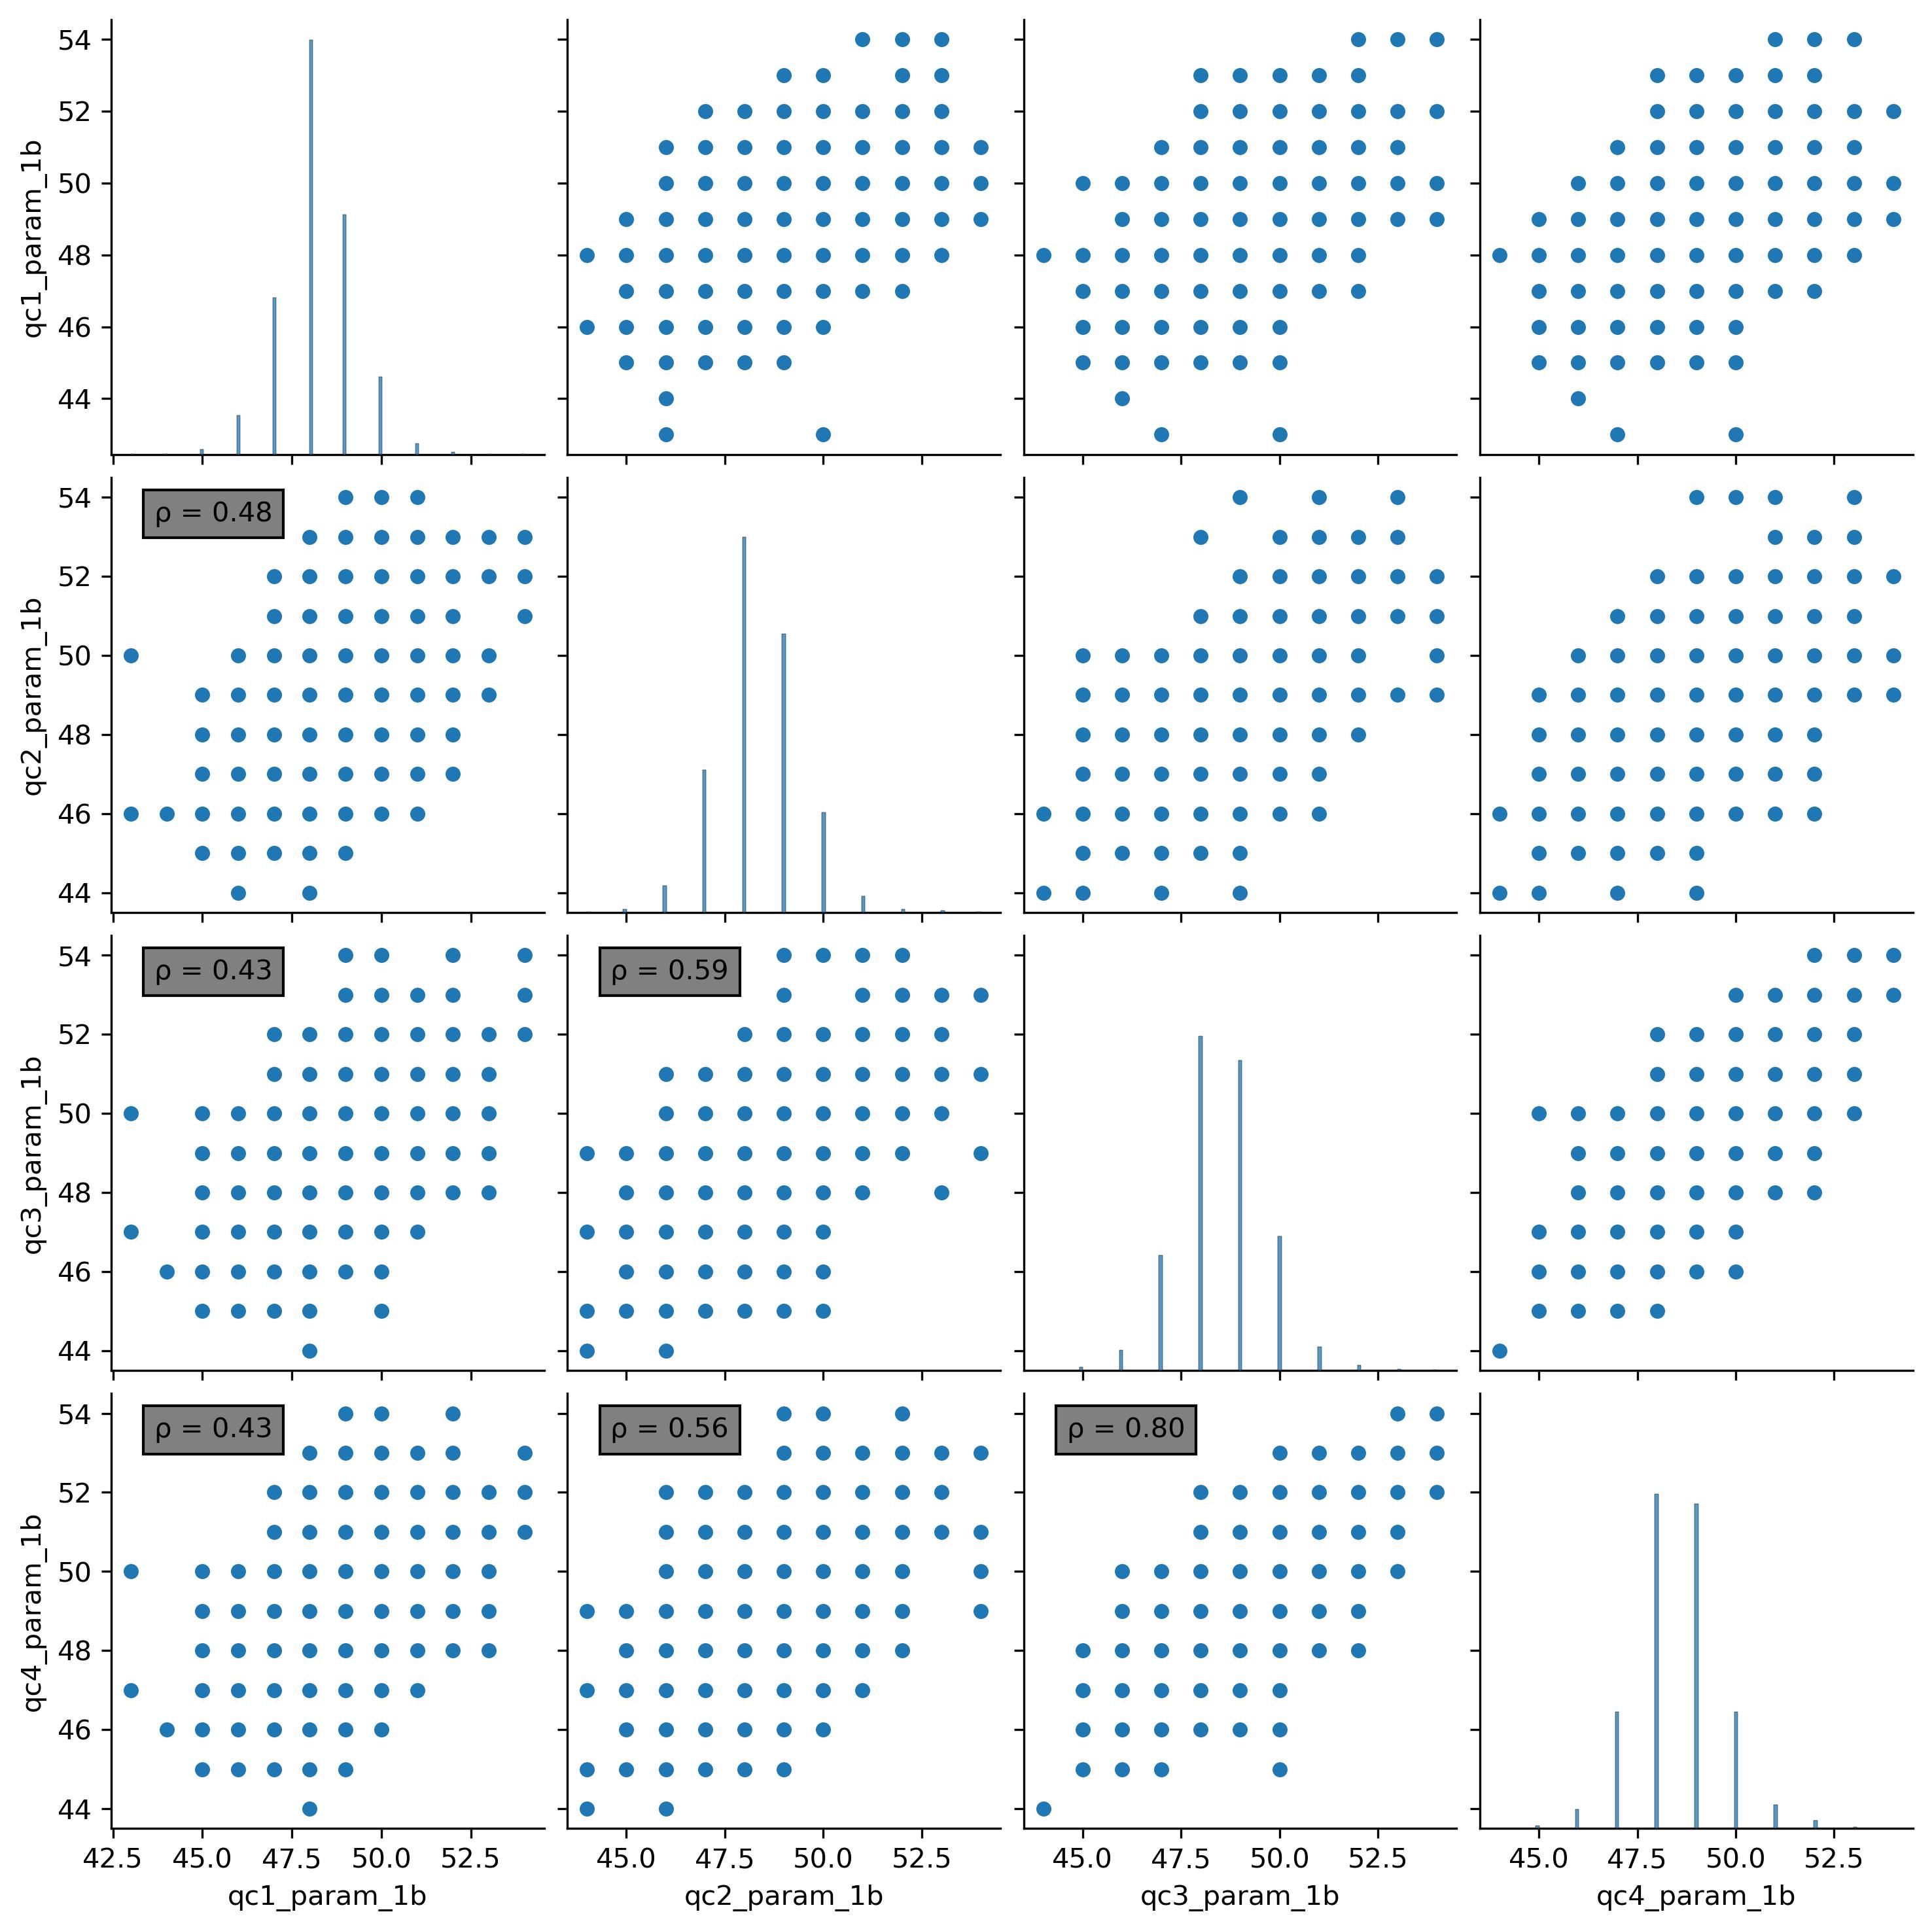 54
52
50
48
46
44
qc1_param_1b
54
52
50
48
46
44
qc2_param_1b
ρ = 0.48
54
52
50
48
46
44
qc3_param_1b
ρ = 0.43
ρ = 0.59
54
52
50
48
46
44
qc4_param_1b
ρ = 0.43
ρ = 0.56
ρ = 0.80
42.5 45.0 47.5 50.0 52.5
45.0 47.5 50.0 52.5
45.0 47.5 50.0 52.5
45.0 47.5 50.0 52.5
qc1_param_1b
qc2_param_1b
qc3_param_1b
qc4_param_1b